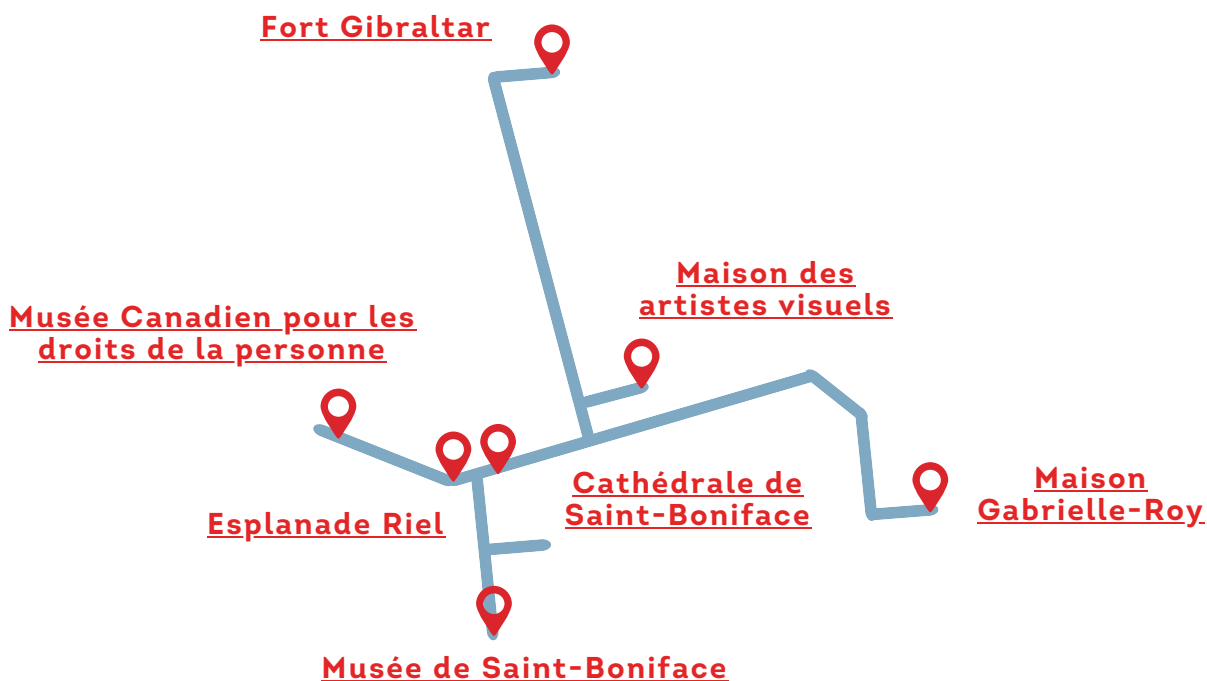 Fort Gibraltar
Maison des
artistes visuels
Musée Canadien pour les
droits de la personne
Cathédrale de
Saint-Boniface
Maison
Gabrielle-Roy
Esplanade Riel
Musée de Saint-Boniface